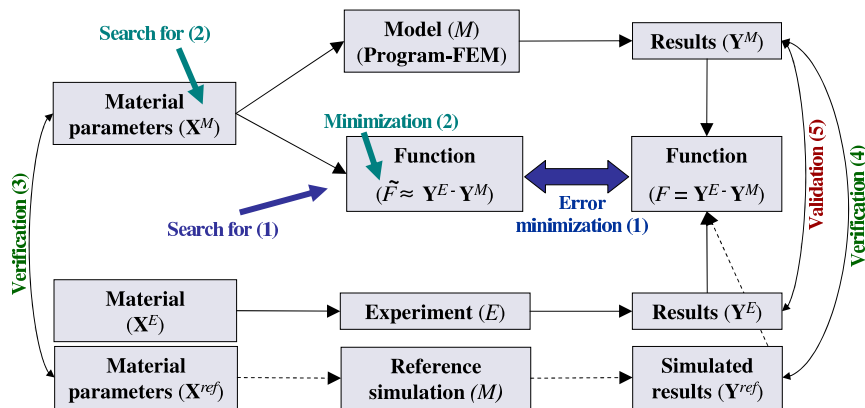 Search for (2)
Model (M)
(Program-FEM)
Results (Y^M)
Material
parameters (X^M)
Minimization (2)
Function
(F̃ ≈ Y^E - Y^M)
Function
(F = Y^E - Y^M)
Error
minimization (1)
Search for (1)
Verification (3)
Validation (5)
Verification (4)
Material
(X^E)
Experiment (E)
Results (Y^E)
Material
parameters (X^ref)
Reference
simulation (M)
Simulated
results (Y^ref)